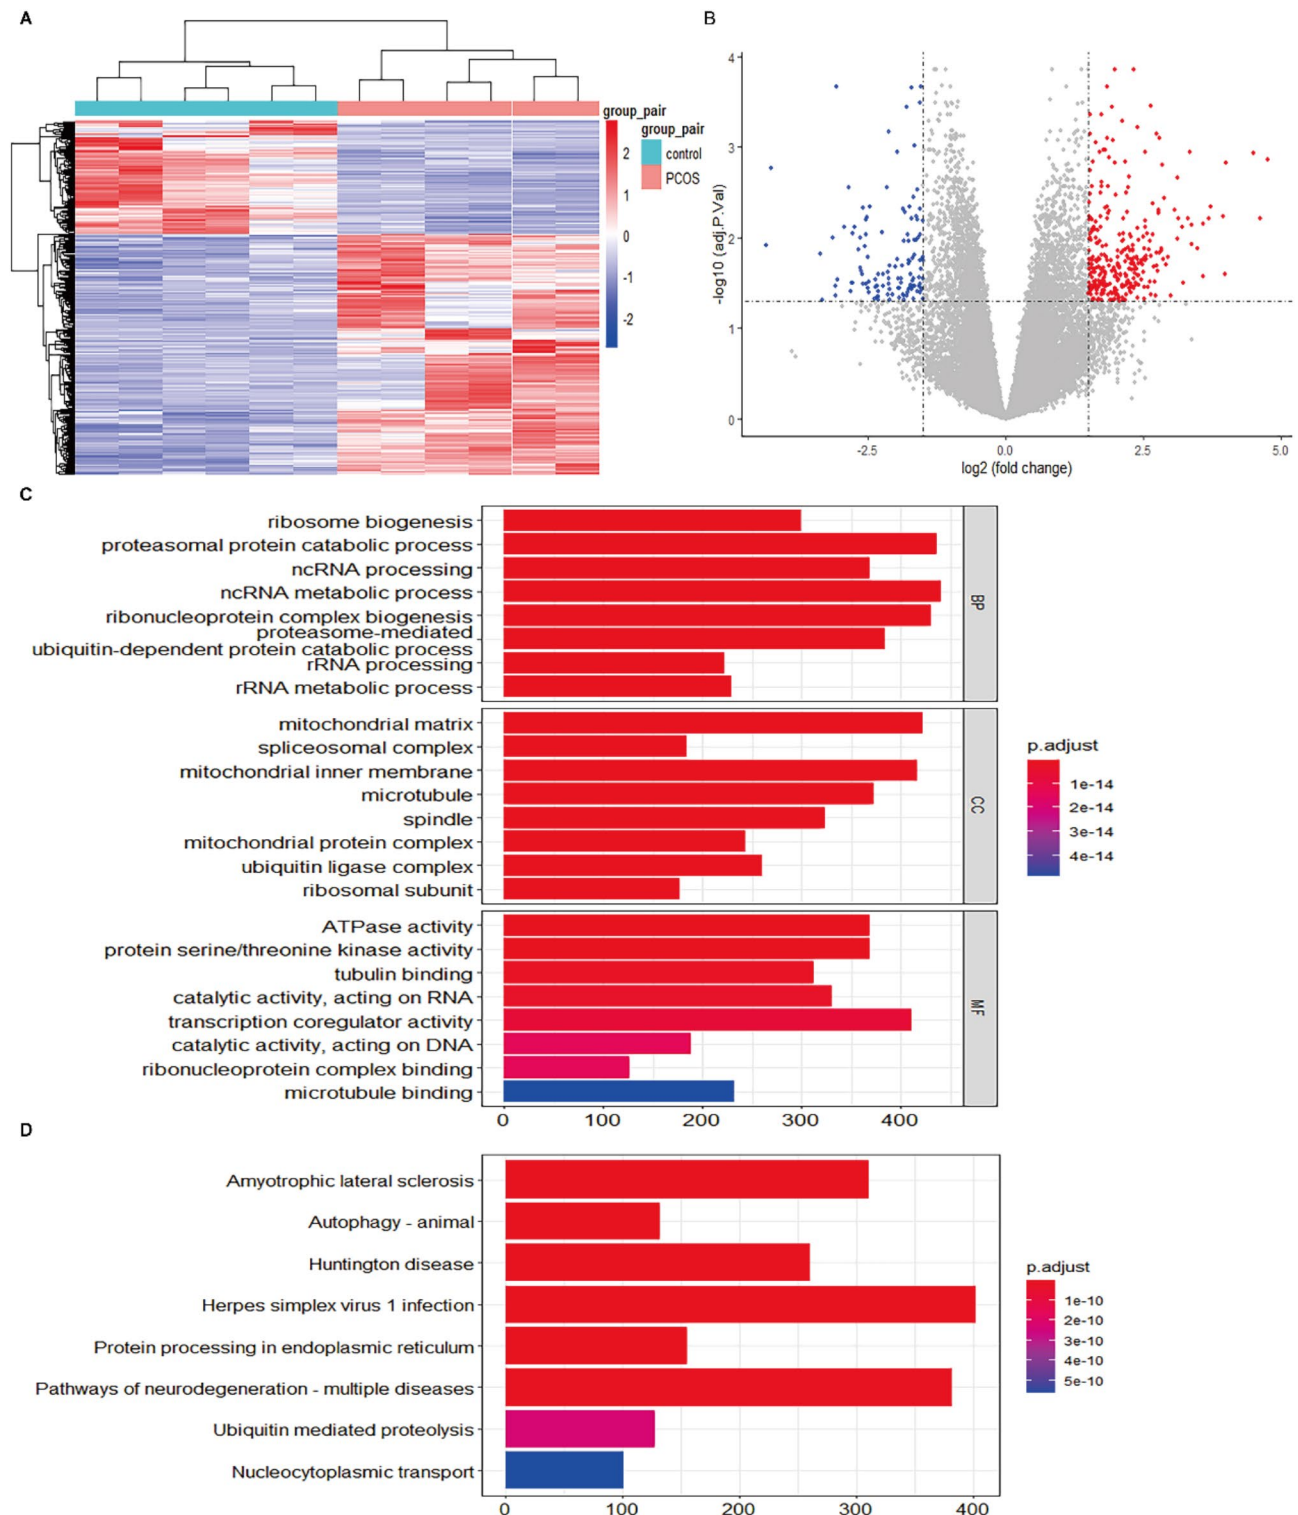 A
group_pair
2
1
0
-1
-2
group_pair
control
PCOS
B
4
3
2
1
0
-log10 (adj.P.Val)
-2.5
0.0
2.5
5.0
log2 (fold change)
C
ribosome biogenesis
proteasomal protein catabolic process
ncRNA processing
ncRNA metabolic process
ribonucleoprotein complex biogenesis
proteasome-mediated
ubiquitin-dependent protein catabolic process
rRNA processing
rRNA metabolic process
BP
mitochondrial matrix
spliceosomal complex
mitochondrial inner membrane
microtubule
spindle
mitochondrial protein complex
ubiquitin ligase complex
ribosomal subunit
CC
ATPase activity
protein serine/threonine kinase activity
tubulin binding
catalytic activity, acting on RNA
transcription coregulator activity
catalytic activity, acting on DNA
ribonucleoprotein complex binding
microtubule binding
MF
0
100
200
300
400
p.adjust
1e-14
2e-14
3e-14
4e-14
D
Amyotrophic lateral sclerosis
Autophagy - animal
Huntington disease
Herpes simplex virus 1 infection
Protein processing in endoplasmic reticulum
Pathways of neurodegeneration - multiple diseases
Ubiquitin mediated proteolysis
Nucleocytoplasmic transport
0
100
200
300
400
p.adjust
1e-10
2e-10
3e-10
4e-10
5e-10